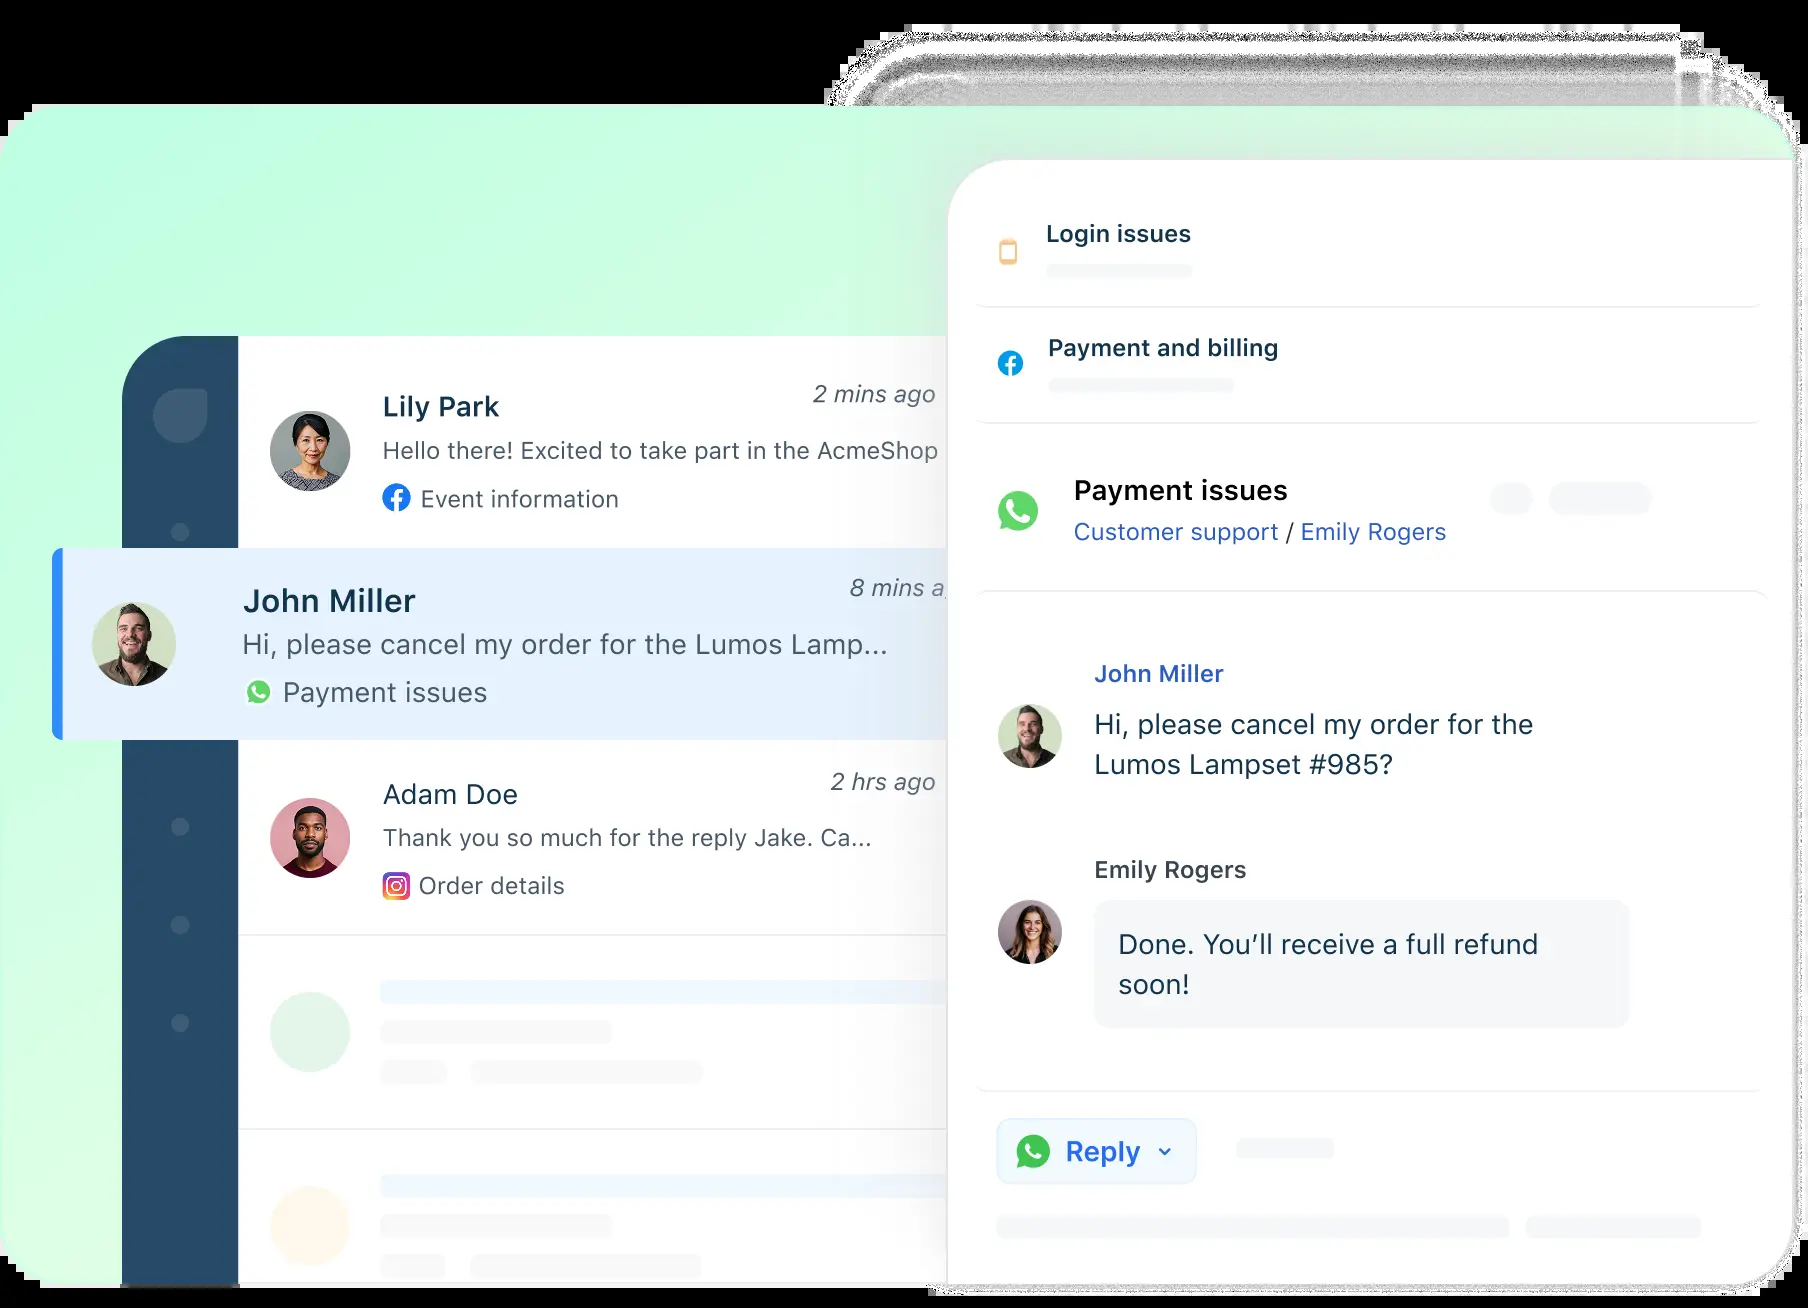 Lily Park
2 mins ago
Hello there! Excited to take part in the AcmeShop
Event information
John Miller
8 mins a
Hi, please cancel my order for the Lumos Lamp...
Payment issues
Adam Doe
2 hrs ago
Thank you so much for the reply Jake. Ca...
Order details
Login issues
Payment and billing
Payment issues
Customer support / Emily Rogers
John Miller
Hi, please cancel my order for the
Lumos Lampset #985?
Emily Rogers
Done. You’ll receive a full refund
soon!
Reply